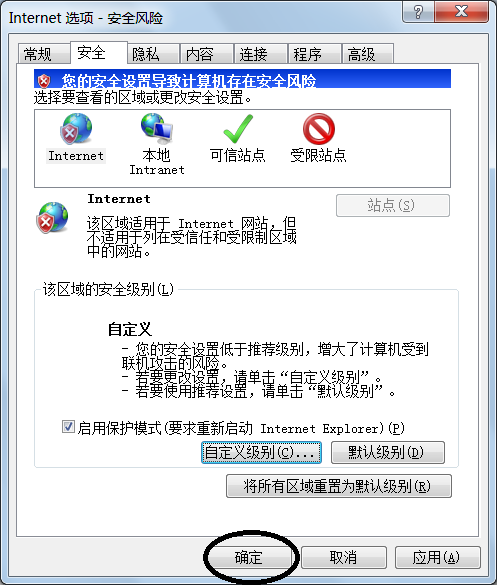 Internet 选项 - 安全风险
常规 安全 隐私 内容 连接 程序 高级
您的安全设置导致计算机存在安全风险
选择要查看的区域或更改安全设置。
Internet 本地 Intranet 可信站点 受限站点
Internet
站点(S)
该区域适用于 Internet 网站，但
不适用于列在受信任和受限制区域
中的网站。
该区域的安全级别(L)
自定义
- 您的安全设置低于推荐级别，增大了计算机受到
联机攻击的风险。
- 若要更改设置，请单击“自定义级别”。
- 若要使用推荐设置，请单击“默认级别”。
启用保护模式(要求重新启动 Internet Explorer)(P)
自定义级别(C)... 默认级别(D)
将所有区域重置为默认级别(R)
确定 取消 应用(A)